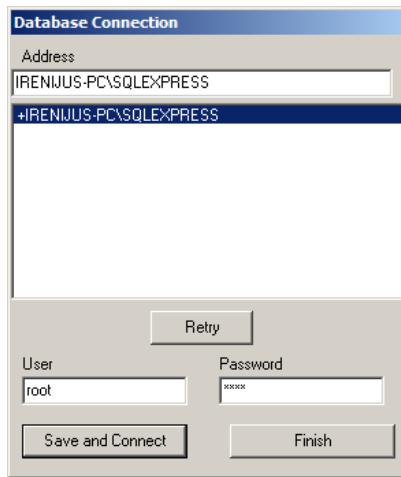 Database Connection
Address
IRENIJUS-PC\SQLEXPRESS
+IRENIJUS-PC\SQLEXPRESS
Retry
User Password
root ****
Save and Connect Finish